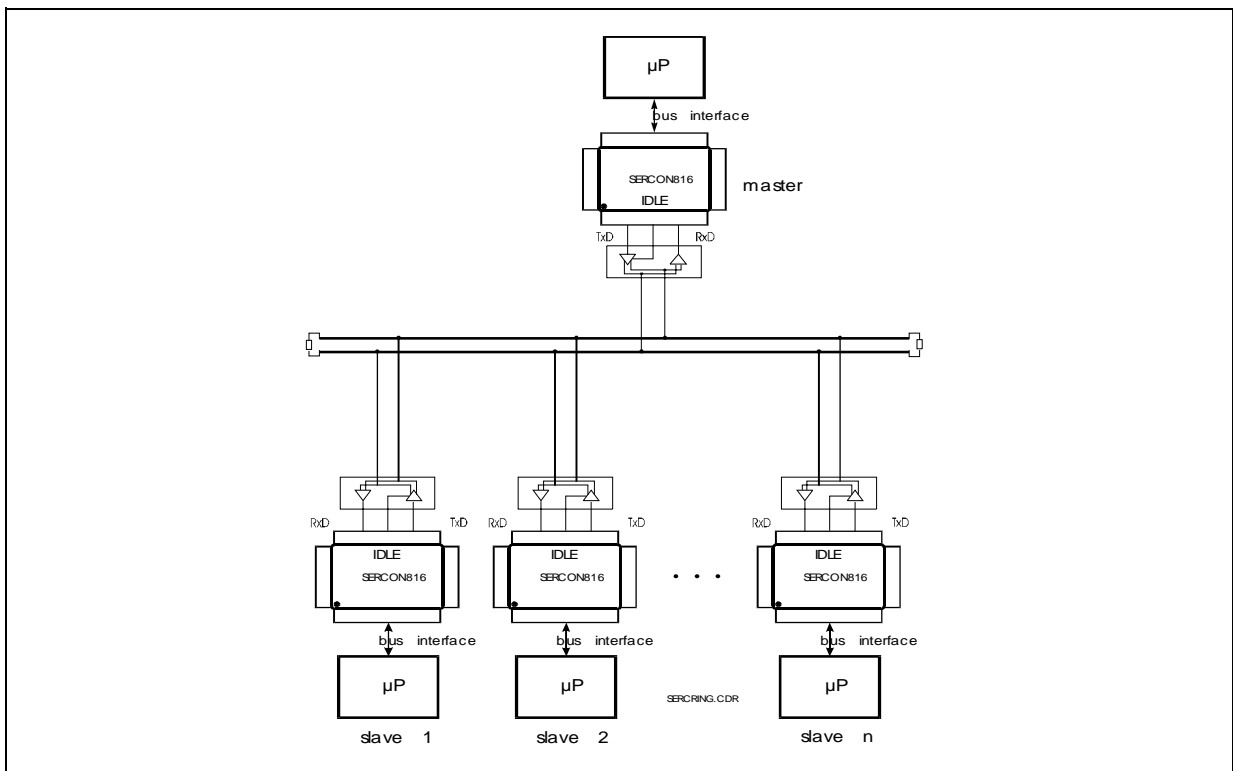 µP
bus interface
SERCON816
IDLE
master
TxD RxD
RxD TxD RxD TxD RxD TxD
IDLE IDLE IDLE
SERCON816 SERCON816 . . . SERCON816
bus interface bus interface bus interface
µP µP SERCRING.CDR µP
slave 1 slave 2 slave n